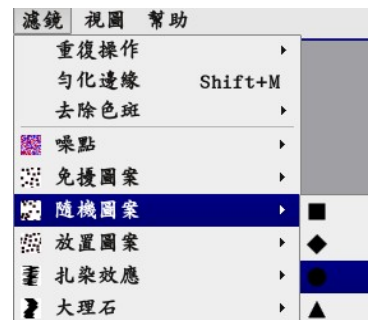 濾鏡 視圖 幫助
重復操作
勻化邊緣 Shift+M
去除色斑
噪點
免擾圖案
隨機圖案
放置圖案
扎染效應
大理石